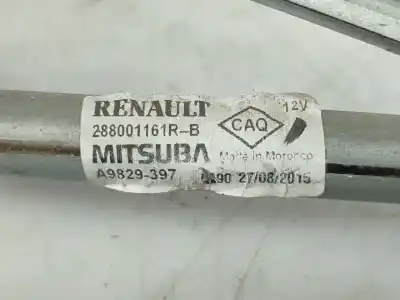 RENAULT
288001161R-B
CAQ
12V
MITSUBA
Made in Morocco
A9829-397
27/08/2015